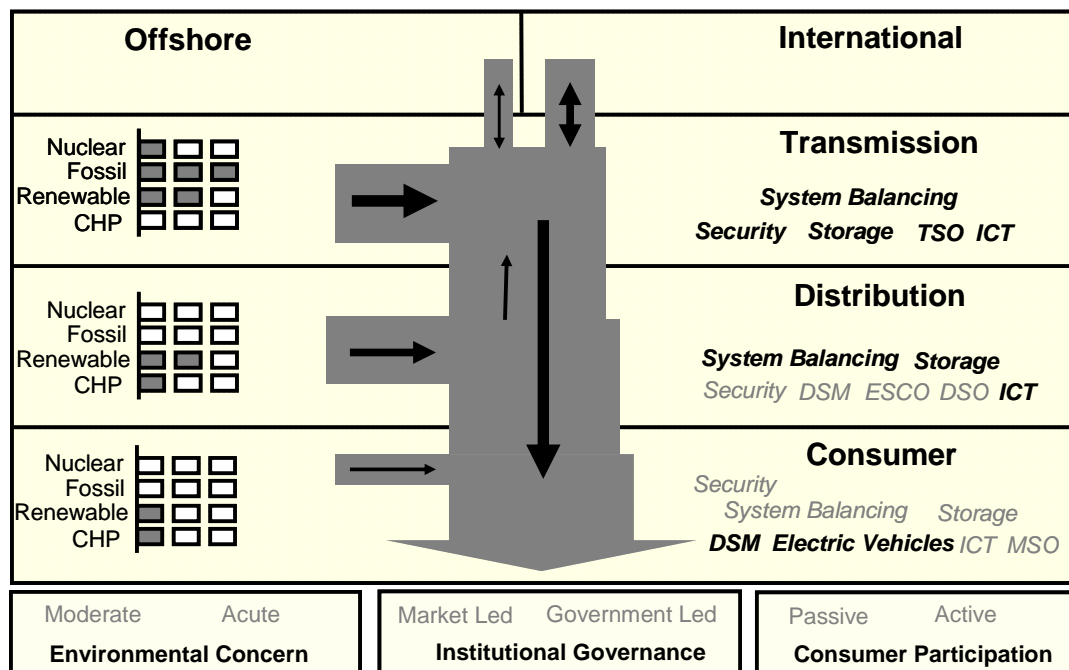 Offshore
International
Nuclear
Fossil
Renewable
CHP
Transmission
System Balancing
Security Storage TSO ICT
Nuclear
Fossil
Renewable
CHP
Distribution
System Balancing Storage
Security DSM ESCO DSO ICT
Nuclear
Fossil
Renewable
CHP
Consumer
Security
System Balancing Storage
DSM Electric Vehicles ICT MSO
Moderate Acute
Environmental Concern
Market Led Government Led
Institutional Governance
Passive Active
Consumer Participation